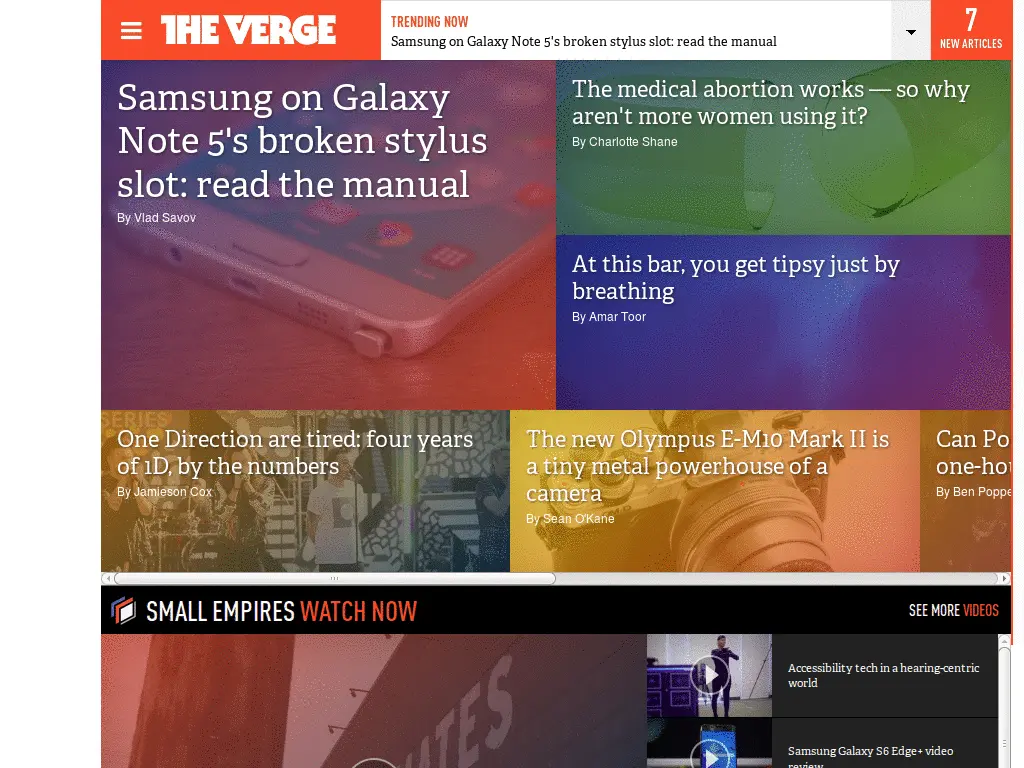 THE VERGE
TRENDING NOW
Samsung on Galaxy Note 5's broken stylus slot: read the manual
7
NEW ARTICLES
Samsung on Galaxy
Note 5's broken stylus
slot: read the manual
By Vlad Savov
The medical abortion works — so why
aren't more women using it?
By Charlotte Shane
At this bar, you get tipsy just by
breathing
By Amar Toor
SERIES
One Direction are tired: four years
of 1D, by the numbers
By Jamieson Cox
The new Olympus E-M10 Mark II is
a tiny metal powerhouse of a
camera
By Sean O'Kane
Can Po
one-hou
By Ben Poppe
SMALL EMPIRES WATCH NOW
SEE MORE VIDEOS
ATES
Accessibility tech in a hearing-centric
world
Samsung Galaxy S6 Edge+ video
review